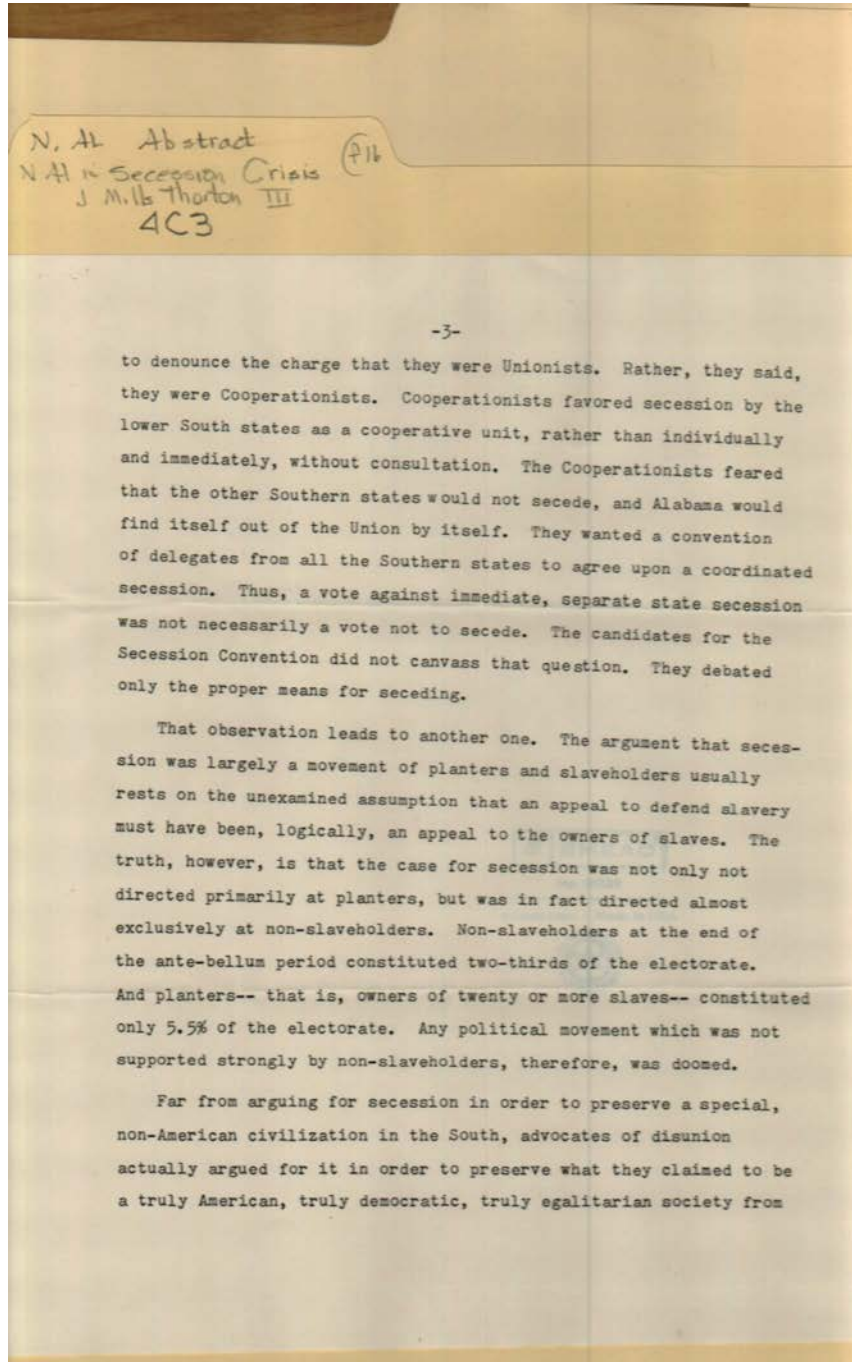 N. AL Abstract
N Al in Secession Crisis
J Mills Thorton III
4C3
-3-
to denounce the charge that they were Unionists. Rather, they said,
they were Cooperationists. Cooperationists favored secession by the
lower South states as a cooperative unit, rather than individually
and immediately, without consultation. The Cooperationists feared
that the other Southern states would not secede, and Alabama would
find itself out of the Union by itself. They wanted a convention
of delegates from all the Southern states to agree upon a coordinated
secession. Thus, a vote against immediate, separate state secession
was not necessarily a vote not to secede. The candidates for the
Secession Convention did not canvass that question. They debated
only the proper means for seceding.
That observation leads to another one. The argument that seces-
sion was largely a movement of planters and slaveholders usually
rests on the unexamined assumption that an appeal to defend slavery
must have been, logically, an appeal to the owners of slaves. The
truth, however, is that the case for secession was not only not
directed primarily at planters, but was in fact directed almost
exclusively at non-slaveholders. Non-slaveholders at the end of
the ante-bellum period constituted two-thirds of the electorate.
And planters-- that is, owners of twenty or more slaves-- constituted
only 5.5% of the electorate. Any political movement which was not
supported strongly by non-slaveholders, therefore, was doomed.
Far from arguing for secession in order to preserve a special,
non-American civilization in the South, advocates of disunion
actually argued for it in order to preserve what they claimed to be
a truly American, truly democratic, truly egalitarian society from